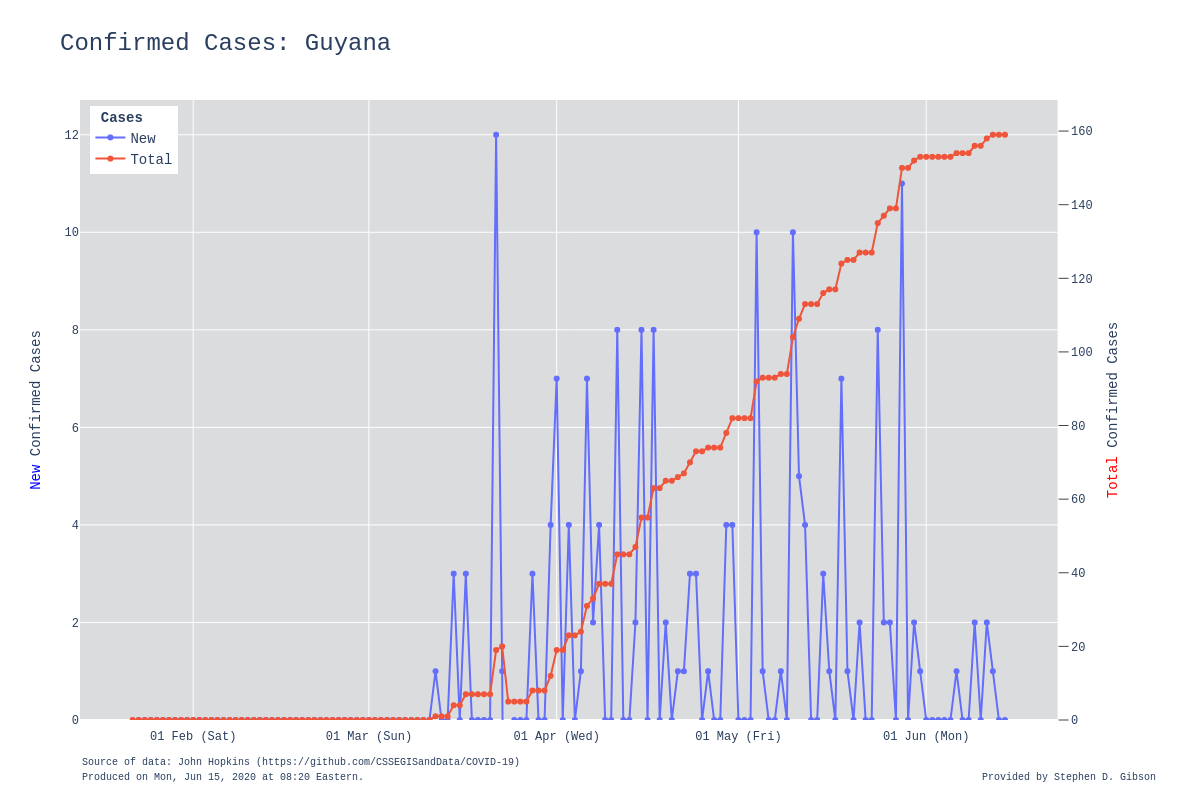 Confirmed Cases: Guyana
Cases
New
Total
12
10
8
6
4
2
0
160
140
120
100
80
60
40
20
0
New Confirmed Cases
Total Confirmed Cases
01 Feb (Sat)
01 Mar (Sun)
01 Apr (Wed)
01 May (Fri)
01 Jun (Mon)
Source of data: John Hopkins (https://github.com/CSSEGISandData/COVID-19)
Produced on Mon, Jun 15, 2020 at 08:20 Eastern.
Provided by Stephen D. Gibson